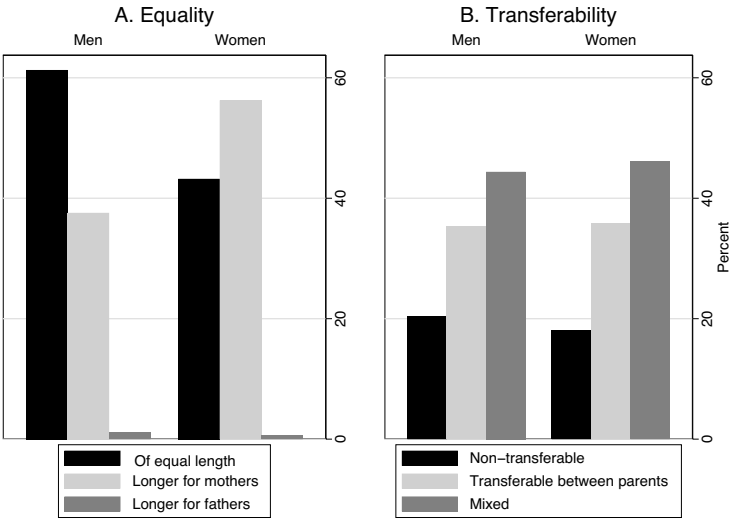 A. Equality
Men Women
0 20 40 60
Of equal length
Longer for mothers
Longer for fathers
B. Transferability
Men Women
0 20 40 60
Percent
Non−transferable
Transferable between parents
Mixed